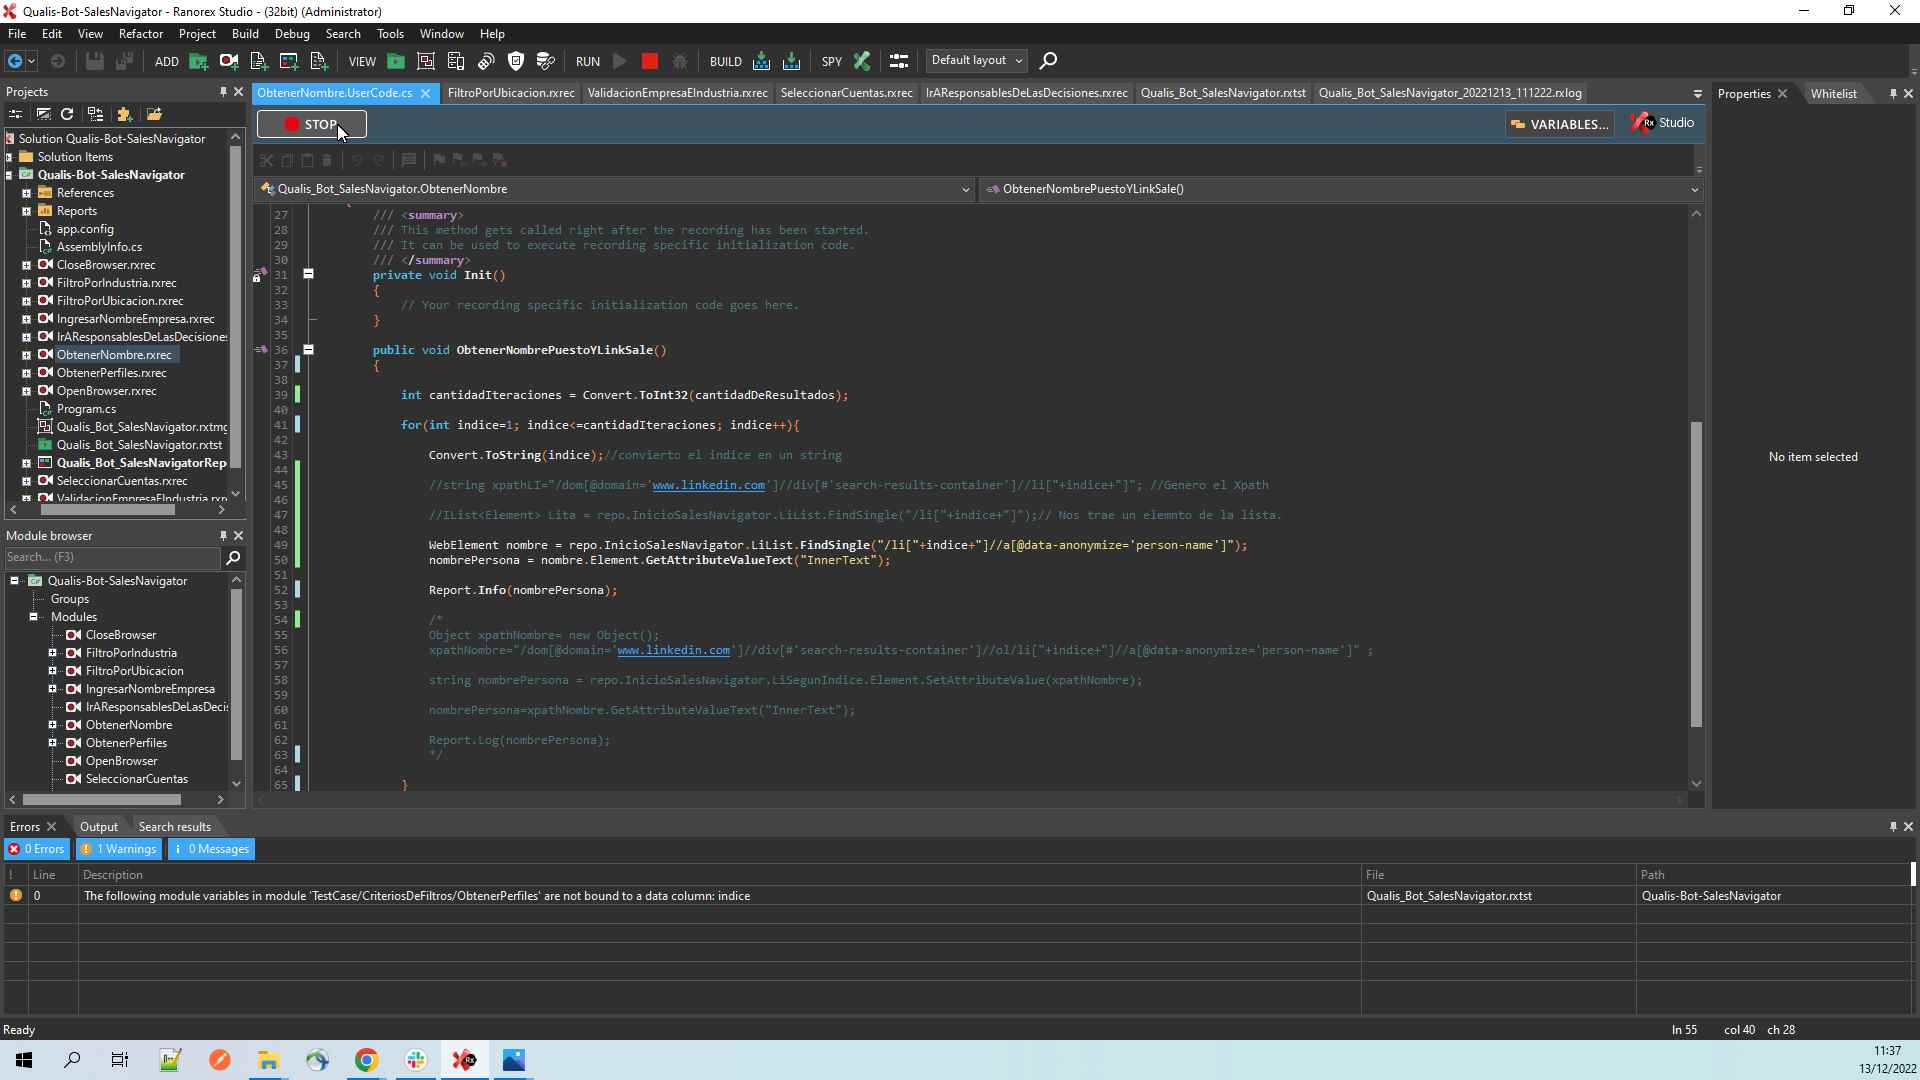 Qualis-Bot-SalesNavigator - Ranorex Studio - (32bit) (Administrator)
File Edit View Refactor Project Build Debug Search Tools Window Help
ADD VIEW RUN BUILD SPY Default layout
Projects
Solution Qualis-Bot-SalesNavigator
Solution Items
Qualis-Bot-SalesNavigator
References
Reports
app.config
AssemblyInfo.cs
CloseBrowser.rxrec
FiltroPorIndustria.rxrec
FiltroPorUbicacion.rxrec
IngresarNombreEmpresa.rxrec
IrAResponsablesDeLasDecisiones
ObtenerNombre.rxrec
ObtenerPerfiles.rxrec
OpenBrowser.rxrec
Program.cs
Qualis_Bot_SalesNavigator.rxtmg
Qualis_Bot_SalesNavigator.rxtst
Qualis_Bot_SalesNavigatorRep
SeleccionarCuentas.rxrec
ValidacionEmpresaEIndustria.rxr
Module browser
Search... (F3)
Qualis-Bot-SalesNavigator
Groups
Modules
CloseBrowser
FiltroPorIndustria
FiltroPorUbicacion
IngresarNombreEmpresa
IrAResponsablesDeLasDecis
ObtenerNombre
ObtenerPerfiles
OpenBrowser
SeleccionarCuentas
ObtenerNombre.UserCode.cs FiltroPorUbicacion.rxrec ValidacionEmpresaEIndustria.rxrec SeleccionarCuentas.rxrec IrAResponsablesDeLasDecisiones.rxrec Qualis_Bot_SalesNavigator.rxtst Qualis_Bot_SalesNavigator_20221213_111222.rxlog
STOP VARIABLES... Rx Studio
Qualis_Bot_SalesNavigator.ObtenerNombre ObtenerNombrePuestoYLinkSale()
27 /// <summary>
28 /// This method gets called right after the recording has been started.
29 /// It can be used to execute recording specific initialization code.
30 /// </summary>
31 private void Init()
32 {
33 // Your recording specific initialization code goes here.
34 }
35
36 public void ObtenerNombrePuestoYLinkSale()
37 {
38
39 int cantidadIteraciones = Convert.ToInt32(cantidadDeResultados);
40
41 for(int indice=1; indice<=cantidadIteraciones; indice++){
42
43 Convert.ToString(indice);//convierto el indice en un string
44
45 //string xpathLI="/dom[@domain='www.linkedin.com']//div[#'search-results-container']//li["+indice+"]"; //Genero el Xpath
46
47 //IList<Element> Lita = repo.InicioSalesNavigator.LiList.FindSingle("/li["+indice+"]");// Nos trae un elemnto de la lista.
48
49 WebElement nombre = repo.InicioSalesNavigator.LiList.FindSingle("/li["+indice+"]//a[@data-anonymize='person-name']");
50 nombrePersona = nombre.Element.GetAttributeValueText("InnerText");
51
52 Report.Info(nombrePersona);
53
54 /*
55 Object xpathNombre= new Object();
56 xpathNombre="/dom[@domain='www.linkedin.com']//div[#'search-results-container']//ol/li["+indice+"]//a[@data-anonymize='person-name']" ;
57
58 string nombrePersona = repo.InicioSalesNavigator.LiSegunIndice.Element.SetAttributeValue(xpathNombre);
59
60 nombrePersona=xpathNombre.GetAttributeValueText("InnerText");
61
62 Report.Log(nombrePersona);
63 */
64
65 }
Properties Whitelist
No item selected
Errors Output Search results
0 Errors 1 Warnings i 0 Messages
! Line Description File Path
0 The following module variables in module 'TestCase/CriteriosDeFiltros/ObtenerPerfiles' are not bound to a data column: indice Qualis_Bot_SalesNavigator.rxtst Qualis-Bot-SalesNavigator
Ready ln 55 col 40 ch 28
11:37
13/12/2022